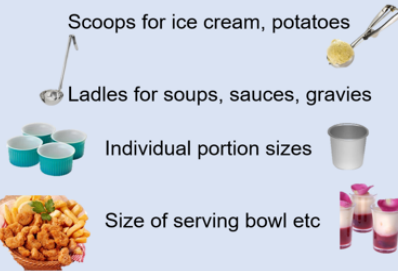 Scoops for ice cream, potatoes
Ladles for soups, sauces, gravies
Individual portion sizes
Size of serving bowl etc